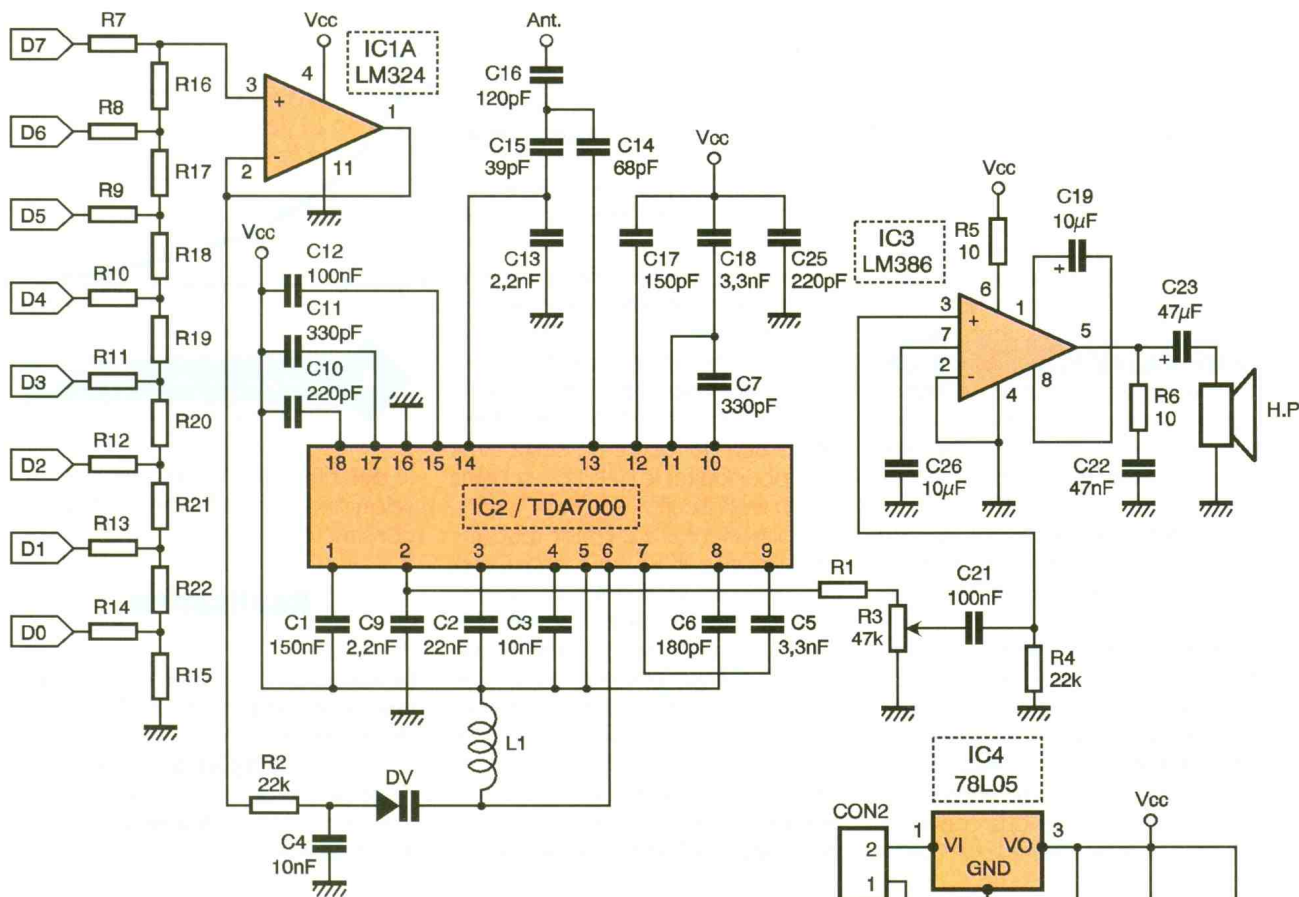 D7
R7
R16
D6
R8
R17
D5
R9
R18
D4
R10
R19
D3
R11
R20
D2
R12
R21
D1
R13
R22
D0
R14
R15
Vcc
IC1A
LM324
3
+
4
1
-
2
11
Vcc
C12
100nF
C11
330pF
C10
220pF
Ant.
C16
120pF
C15
39pF
C14
68pF
C13
2,2nF
Vcc
C17
150pF
C18
3,3nF
C25
220pF
C7
330pF
18
17
16
15
14
13
12
11
10
IC2 / TDA7000
1
2
3
4
5
6
7
8
9
C1
150nF
C9
2,2nF
C2
22nF
C3
10nF
C6
180pF
C5
3,3nF
L1
R2
22k
DV
C4
10nF
R1
R3
47k
C21
100nF
R4
22k
Vcc
R5
10
IC3
LM386
C19
10µF
+
3
+
7
2
-
6
1
5
8
4
C23
47µF
+
R6
10
C22
47nF
C26
10µF
H.P
IC4
78L05
CON2
2
1
1
VI
VO
GND
3
Vcc